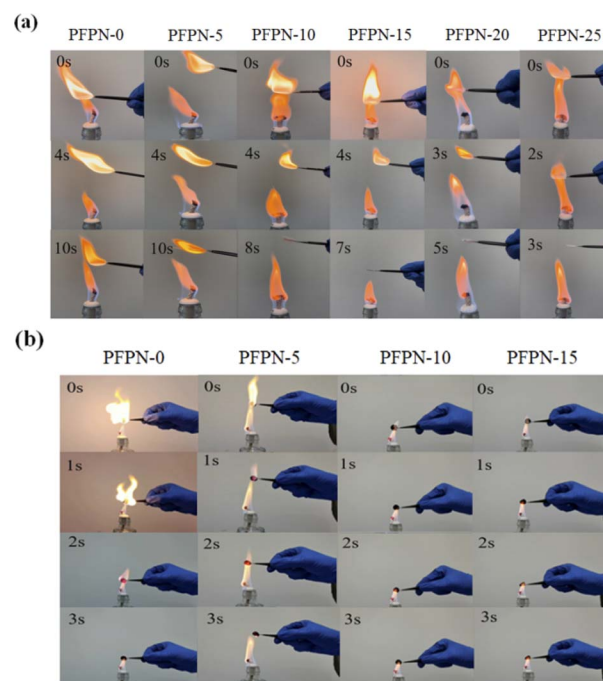 (a)
PFPN-0 PFPN-5 PFPN-10 PFPN-15 PFPN-20 PFPN-25
0s 0s 0s 0s 0s 0s
4s 4s 4s 4s 3s 2s
10s 10s 8s 7s 5s 3s
(b)
PFPN-0 PFPN-5 PFPN-10 PFPN-15
0s 0s 0s 0s
1s 1s 1s 1s
2s 2s 2s 2s
3s 3s 3s 3s